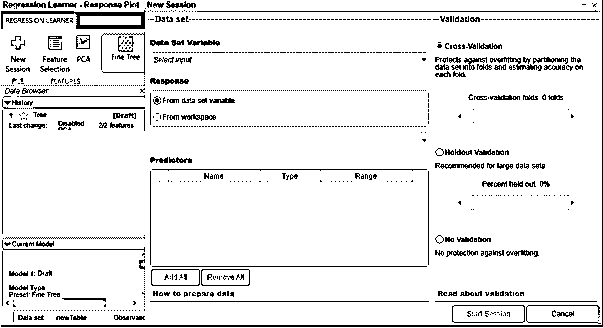 Regression Learner - Response Plot
New Session
REGRESSION LEARNER
New Session
Feature Selection
PCA
Fine Tree
FEATURES
Data Browser
History
1 Tree [Draft]
Last change: Disabled PCA 2/2 features
Current Model
Model 1: Draft
Model Type
Preset: Fine Tree
Data set: newTable Observations
Data set
Data Set Variable
Select input
Response
From data set variable
From workspace
Predictors
Name Type Range
Add All Remove All
How to prepare data
Validation
Cross-Validation
Protects against overfitting by partitioning the
data set into folds and estimating accuracy on
each fold.
Cross-validation folds: 0 folds
Holdout Validation
Recommended for large data sets.
Percent held out: 0%
No Validation
No protection against overfitting.
Read about validation
Start Session Cancel